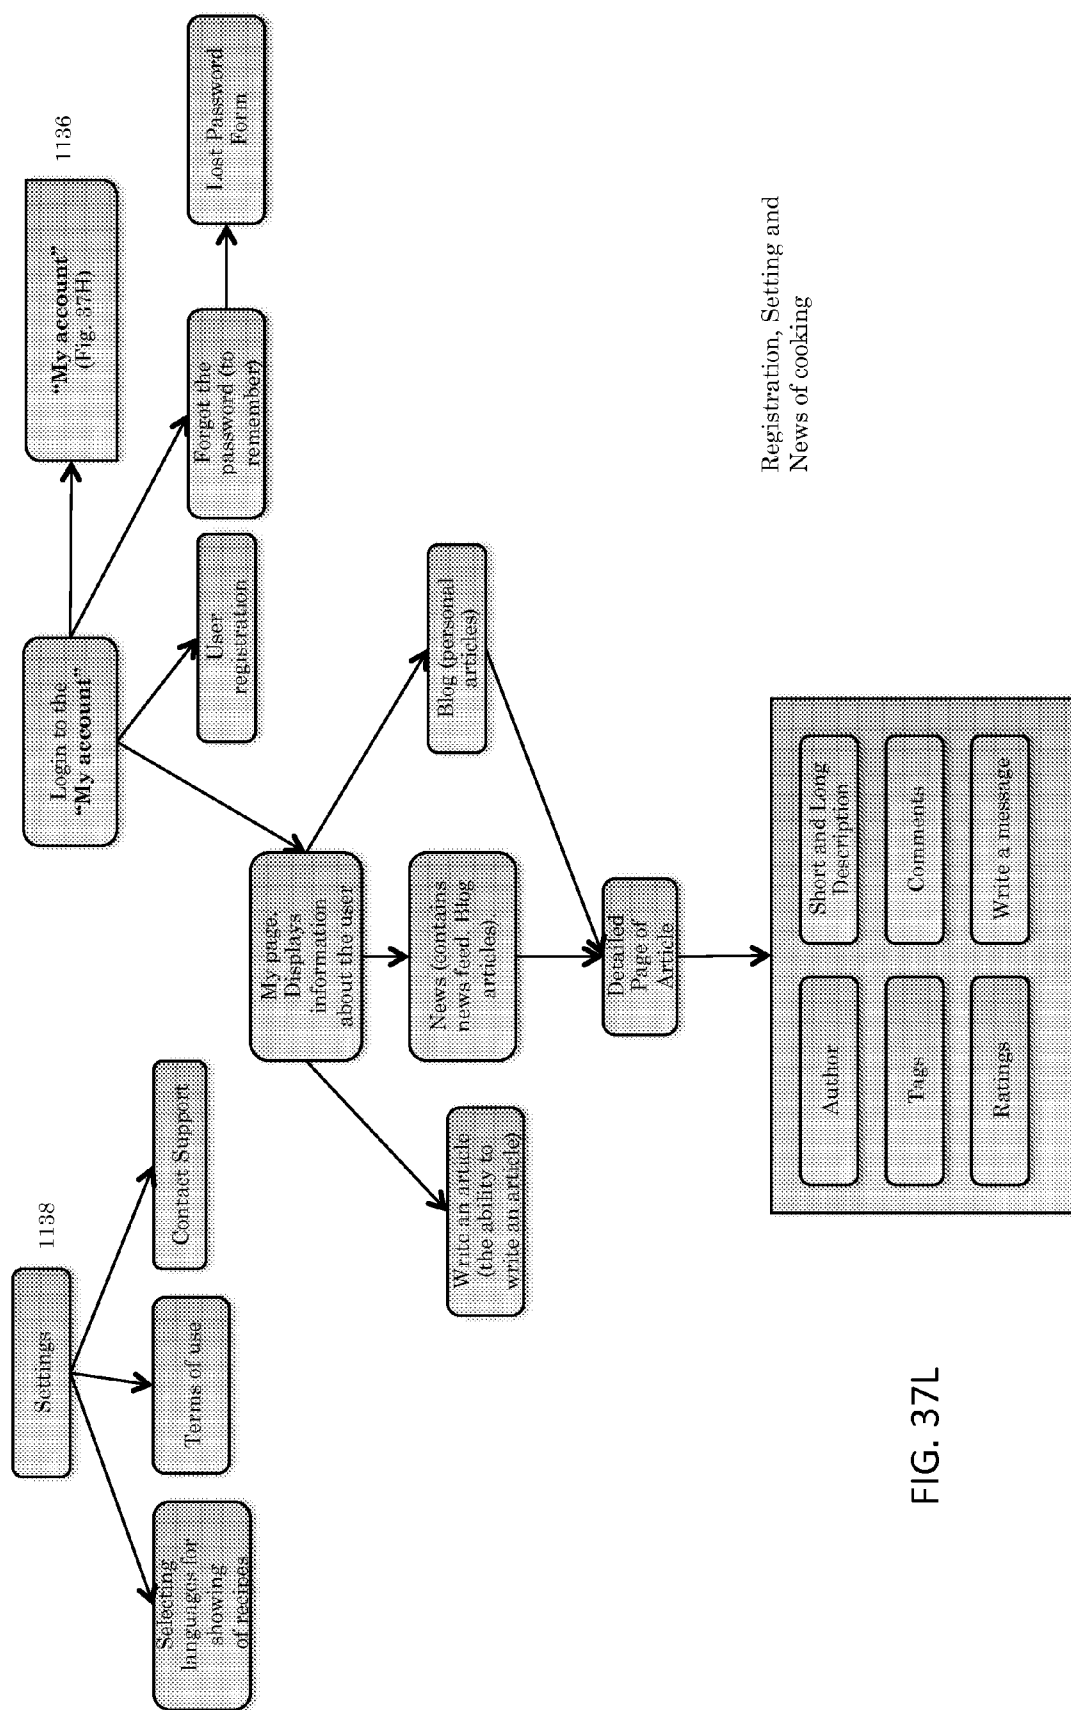 Settings
1138
Selecting
languages for
showing
of recipes
Terms of use
Contact Support
Login to the
“My account”
“My account”
(Fig. 37H)
1136
User
registration
Forgot the
password (to
remember)
Lost Password
Form
My page.
Displays
information
about the user
Write an article
(the ability to
write an article)
News (contains
news feed. Blog
articles).
Blog (personal
articles)
Detailed
Page of
Article
Author
Short and Long
Description
Tags
Comments
Ratings
Write a message
Registration, Setting and
News of cooking
FIG. 37L